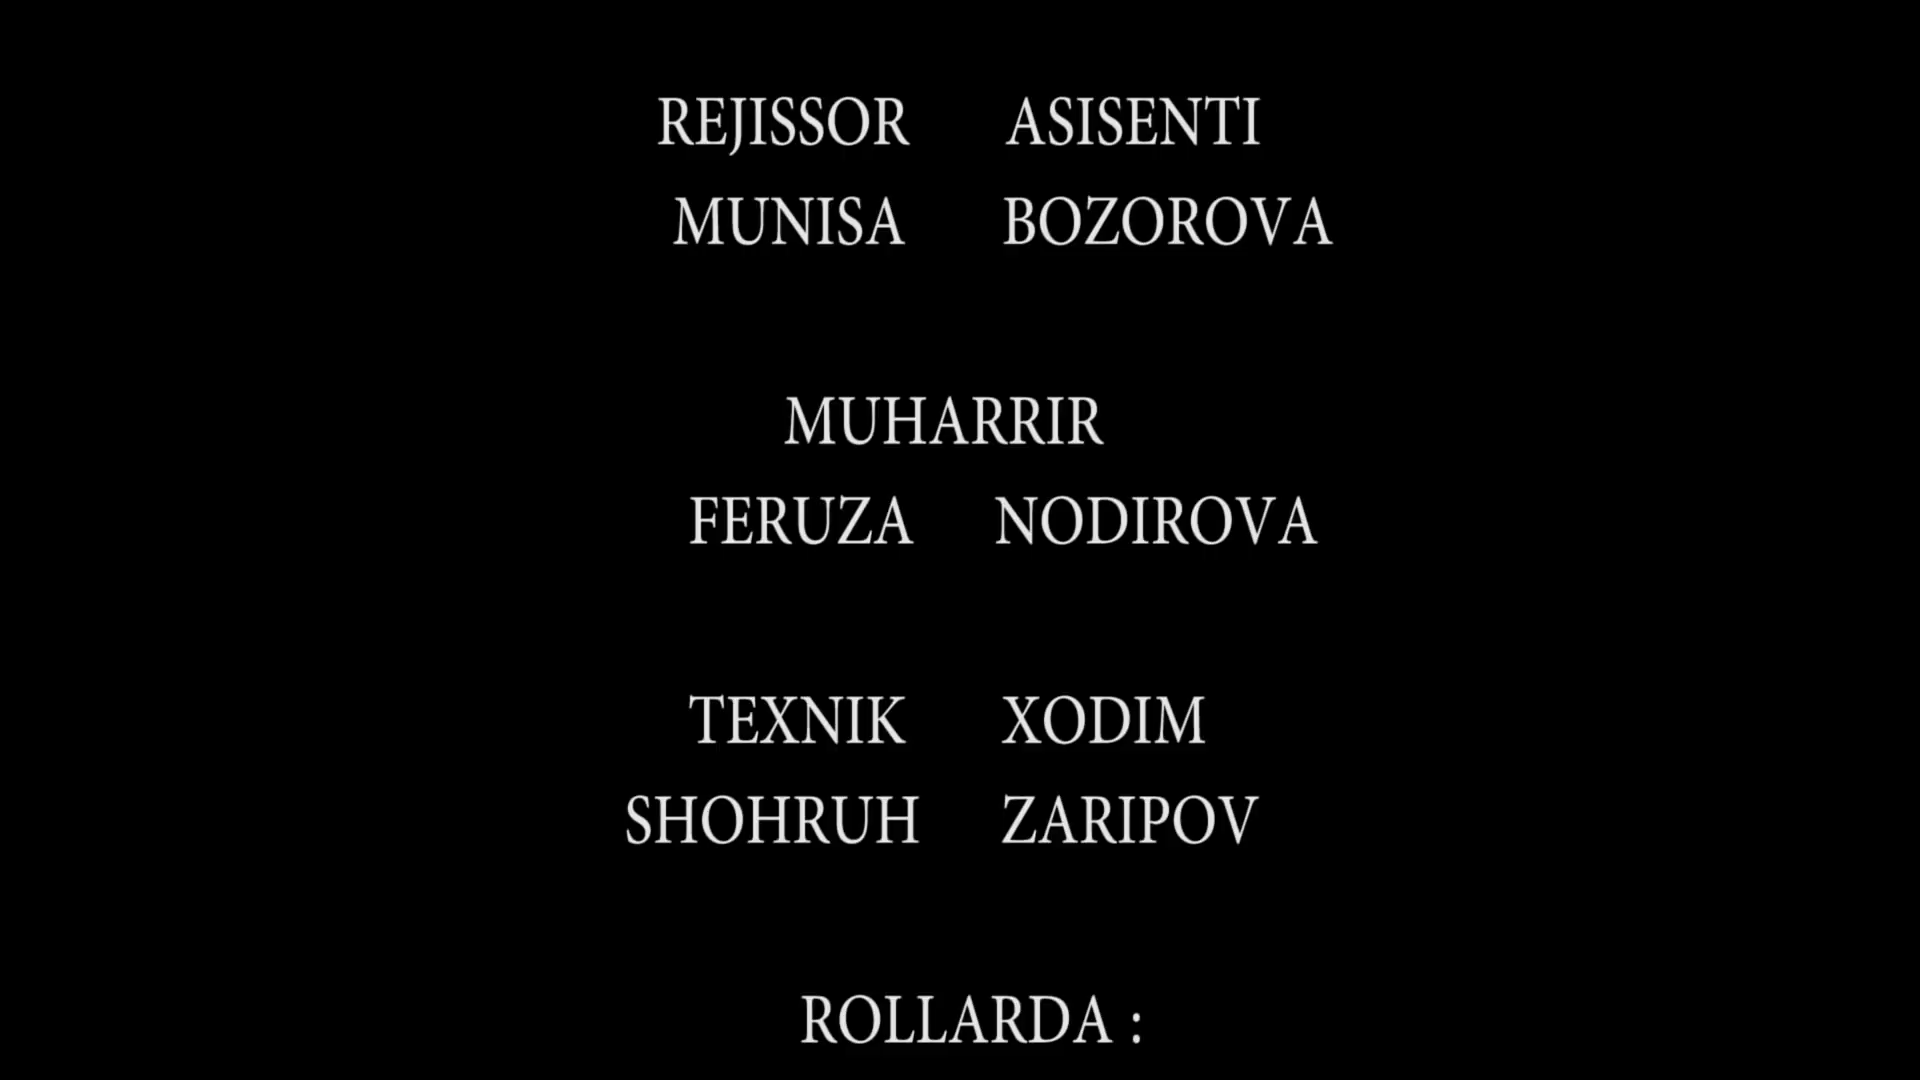 REJISSOR ASISENTI
MUNISA BOZOROVA
MUHARRIR
FERUZA NODIROVA
TEXNIK XODIM
SHOHRUH ZARIPOV
ROLLARDA :